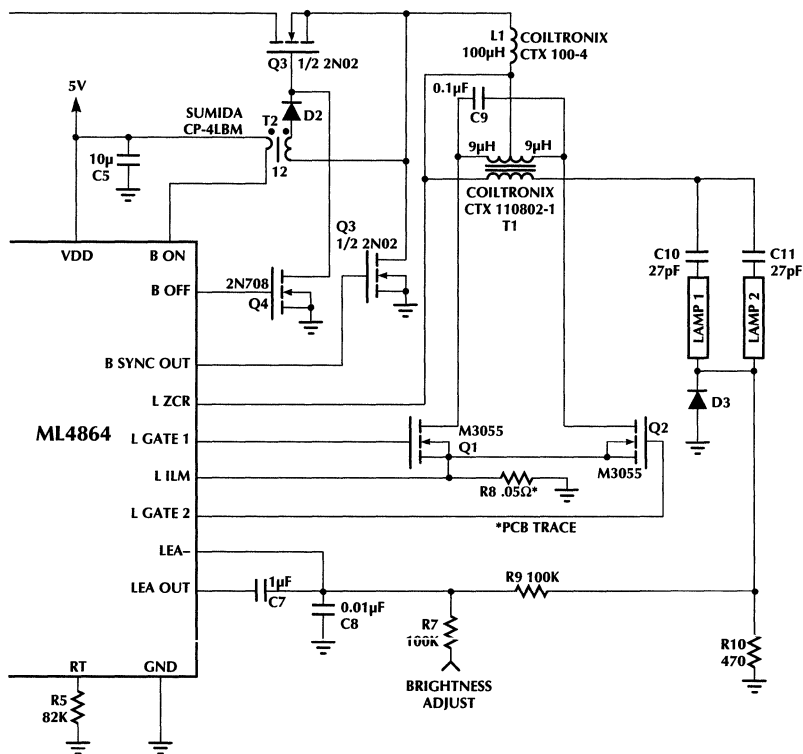 L1
100µH
COILTRONIX
CTX 100-4
Q3
1/2 2N02
0.1µF
C9
5V
SUMIDA
CP-4LBM
T2
D2
10µ
C5
12
9µH
9µH
COILTRONIX
CTX 110802-1
T1
Q3
1/2 2N02
C10
27pF
C11
27pF
VDD
B ON
B OFF
2N708
Q4
LAMP 1
LAMP 2
B SYNC OUT
D3
L ZCR
ML4864
L GATE 1
M3055
Q1
Q2
M3055
L ILM
R8 .05Ω*
L GATE 2
*PCB TRACE
LEA–
LEA OUT
1µF
C7
0.01µF
C8
R9 100K
R7
100K
BRIGHTNESS
ADJUST
R10
470
RT
GND
R5
82K